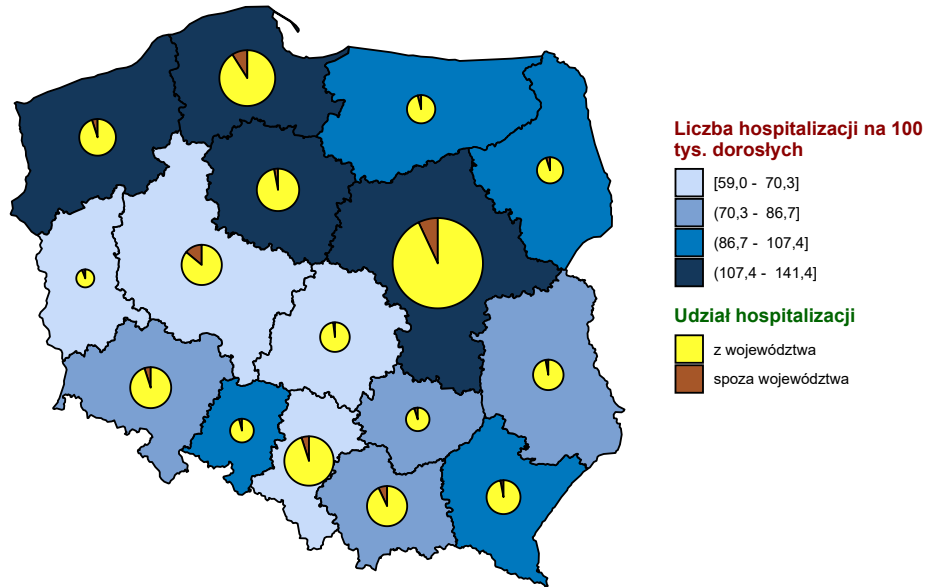 Liczba hospitalizacji na 100
tys. dorosłych
[59,0 - 70,3]
(70,3 - 86,7]
(86,7 - 107,4]
(107,4 - 141,4]
Udział hospitalizacji
z województwa
spoza województwa